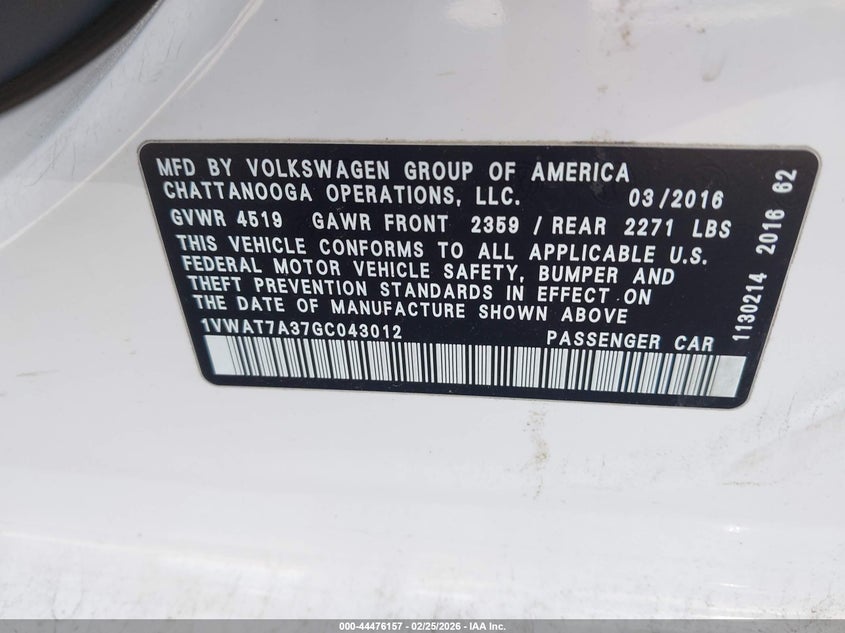 MFD BY VOLKSWAGEN GROUP OF AMERICA
CHATTANOOGA OPERATIONS, LLC. 03/2016
GVWR 4519 GAWR FRONT 2359 / REAR 2271 LBS
THIS VEHICLE CONFORMS TO ALL APPLICABLE U.S.
FEDERAL MOTOR VEHICLE SAFETY, BUMPER AND
THEFT PREVENTION STANDARDS IN EFFECT ON
THE DATE OF MANUFACTURE SHOWN ABOVE
1VWAT7A37GC043012 PASSENGER CAR
1130214 2016 62
000-44476157 - 02/25/2026 - IAA Inc.